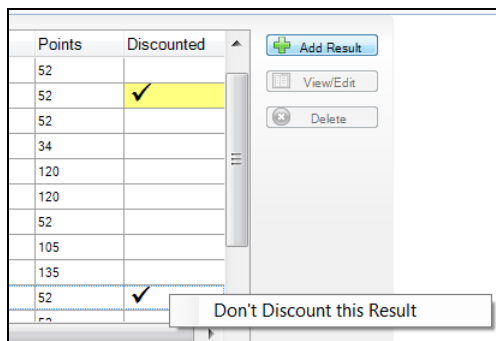 Points Discounted Add Result
52
52 ✓ View/Edit
52 Delete
34
120
120
52
105
135
52 ✓
Don't Discount this Result